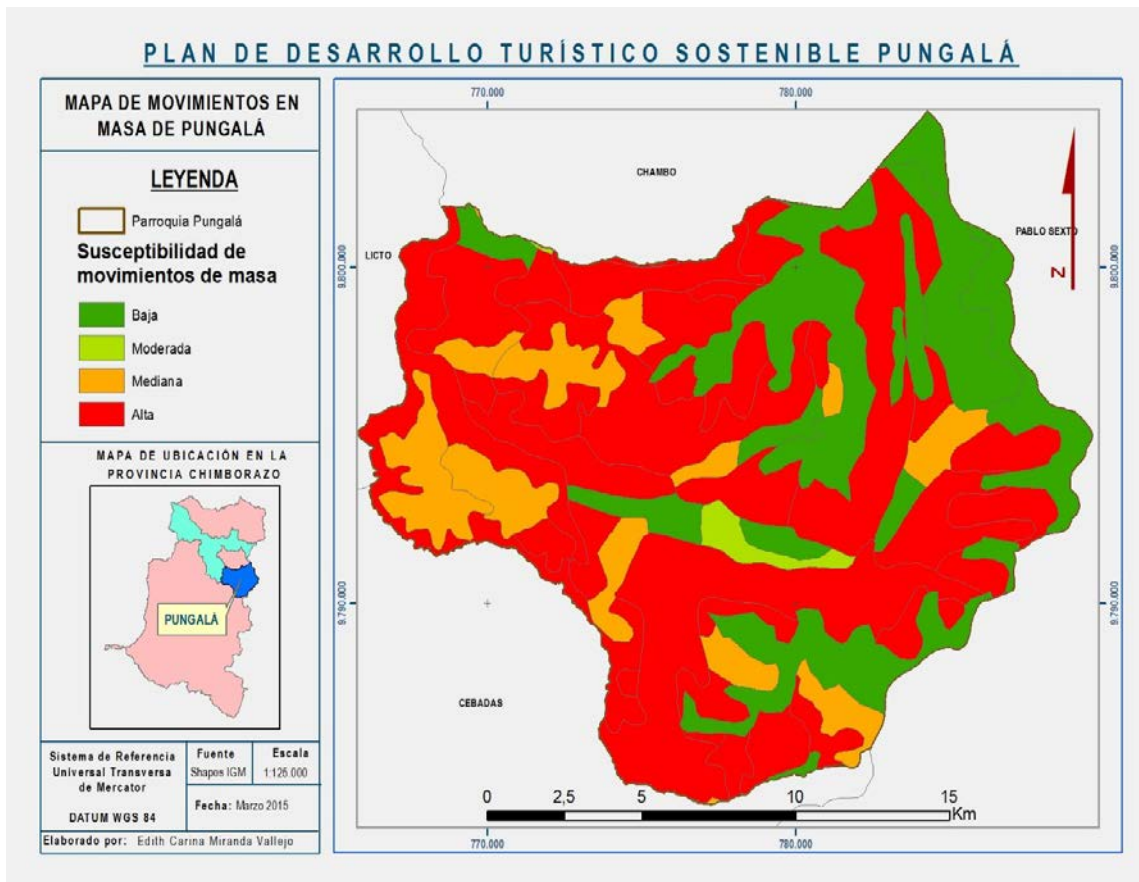 PLAN DE DESARROLLO TURÍSTICO SOSTENIBLE PUNGALÁ
MAPA DE MOVIMIENTOS EN
MASA DE PUNGALÁ
LEYENDA
Parroquia Pungalá
Susceptibilidad de
movimientos de masa
Baja
Moderada
Mediana
Alta
MAPA DE UBICACIÓN EN LA
PROVINCIA CHIMBORAZO
PUNGALÁ
Sistema de Referencia
Universal Transversa
de Mercator
DATUM WGS 84
Fuente
Shapes IGM
Escala
1:125.000
Fecha: Marzo 2015
Elaborado por: Edith Carina Miranda Vallejo
770.000
780.000
CHAMBO
PABLO SEXTO
LICTO
9.800.000
9.800.000
N
9.790.000
9.790.000
CEBADAS
0
2,5
5
10
15
Km
770.000
780.000